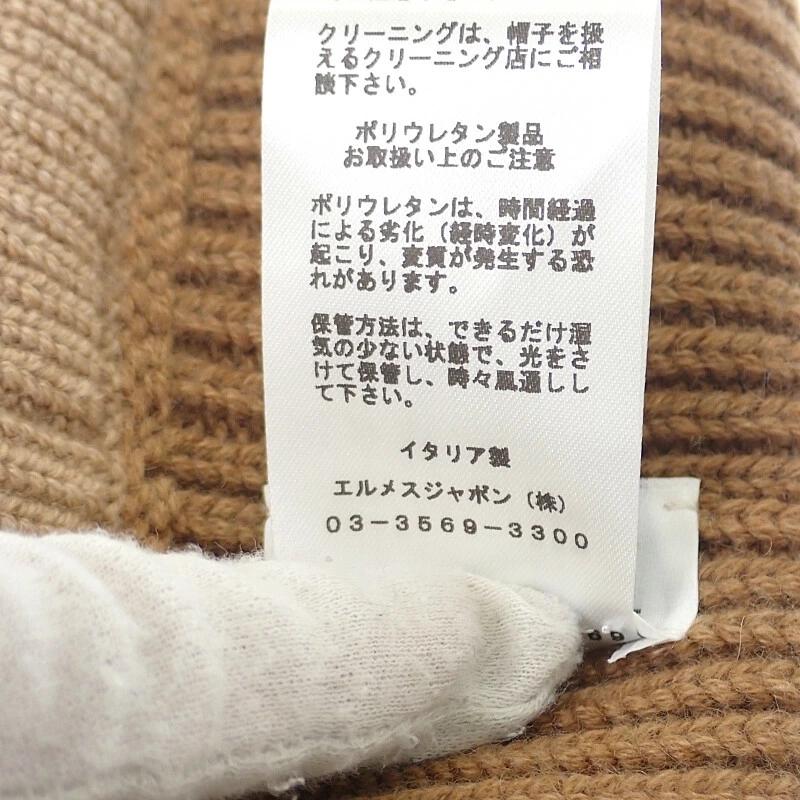 クリーニングは、帽子を扱
えるクリーニング店にご相
談下さい。
ポリウレタン製品
お取扱い上のご注意
ポリウレタンは、時間経過
による劣化（経時変化）が
起こり、変質が発生する恐
れがあります。
保管方法は、できるだけ湿
気の少ない状態で、光をさ
けて保管し、時々風通しし
て下さい。
イタリア製
エルメスジャポン（株）
０３－３５６９－３３００